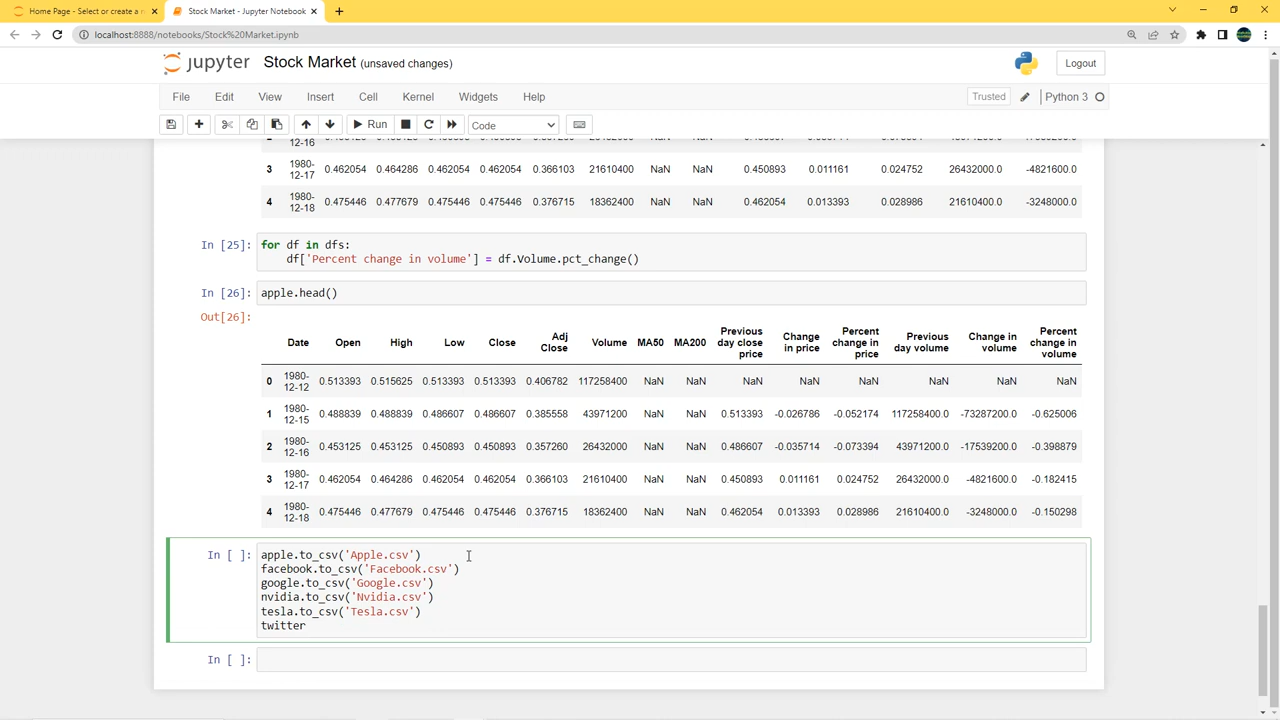 Home Page - Select or create a n
Stock Market - Jupyter Notebook
localhost:8888/notebooks/Stock%20Market.ipynb
jupyter Stock Market (unsaved changes) Logout
File Edit View Insert Cell Kernel Widgets Help Trusted Python 3
Run Code
12-16
3 1980-12-17 0.462054 0.464286 0.462054 0.462054 0.366103 21610400 NaN NaN 0.450893 0.011161 0.024752 26432000.0 -4821600.0
4 1980-12-18 0.475446 0.477679 0.475446 0.475446 0.376715 18362400 NaN NaN 0.462054 0.013393 0.028986 21610400.0 -3248000.0
In [25]: for df in dfs:
df['Percent change in volume'] = df.Volume.pct_change()
In [26]: apple.head()
Out[26]:
Date Open High Low Close Adj Close Volume MA50 MA200 Previous day close price Change in price Percent change in price Previous day volume Change in volume Percent change in volume
0 1980-12-12 0.513393 0.515625 0.513393 0.513393 0.406782 117258400 NaN NaN NaN NaN NaN NaN NaN NaN
1 1980-12-15 0.488839 0.488839 0.486607 0.486607 0.385558 43971200 NaN NaN 0.513393 -0.026786 -0.052174 117258400.0 -73287200.0 -0.625006
2 1980-12-16 0.453125 0.453125 0.450893 0.450893 0.357260 26432000 NaN NaN 0.486607 -0.035714 -0.073394 43971200.0 -17539200.0 -0.398879
3 1980-12-17 0.462054 0.464286 0.462054 0.462054 0.366103 21610400 NaN NaN 0.450893 0.011161 0.024752 26432000.0 -4821600.0 -0.182415
4 1980-12-18 0.475446 0.477679 0.475446 0.475446 0.376715 18362400 NaN NaN 0.462054 0.013393 0.028986 21610400.0 -3248000.0 -0.150298
In [ ]: apple.to_csv('Apple.csv')
facebook.to_csv('Facebook.csv')
google.to_csv('Google.csv')
nvidia.to_csv('Nvidia.csv')
tesla.to_csv('Tesla.csv')
twitter
In [ ]: